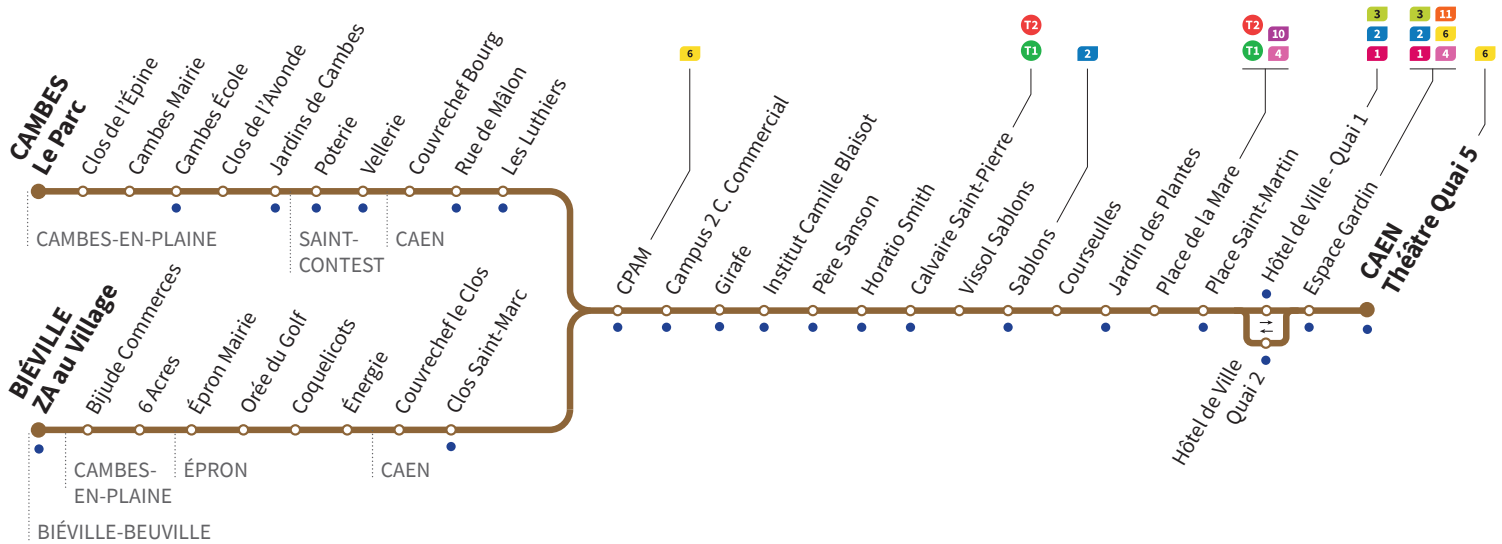 CAMBES
Le Parc
Clos de l'Épine
Cambes Mairie
Cambes École
Clos de l'Avonde
Jardins de Cambes
Poterie
Vellerie
Couvrechef Bourg
Rue de Mâlon
Les Luthiers
CAMBES-EN-PLAINE
SAINT-
CONTEST
CAEN
BIÉVILLE
ZA au Village
Bijude Commerces
6 Acres
Épron Mairie
Orée du Golf
Coquelicots
Énergie
Couvrechef le Clos
Clos Saint-Marc
CAMBES-
EN-PLAINE
ÉPRON
CAEN
BIÉVILLE-BEUVILLE
6
CPAM
Campus 2 C. Commercial
Girafe
Institut Camille Blaisot
Père Sanson
Horatio Smith
T2
T1
Calvaire Saint-Pierre
Vissol Sablons
2
Sablons
Courseulles
Jardin des Plantes
T2 10
T1 4
Place de la Mare
Place Saint-Martin
3
2
1
Hôtel de Ville - Quai 1
Hôtel de Ville
Quai 2
3 11
2 6
1 4
Espace Gardin
6
CAEN
Théâtre Quai 5